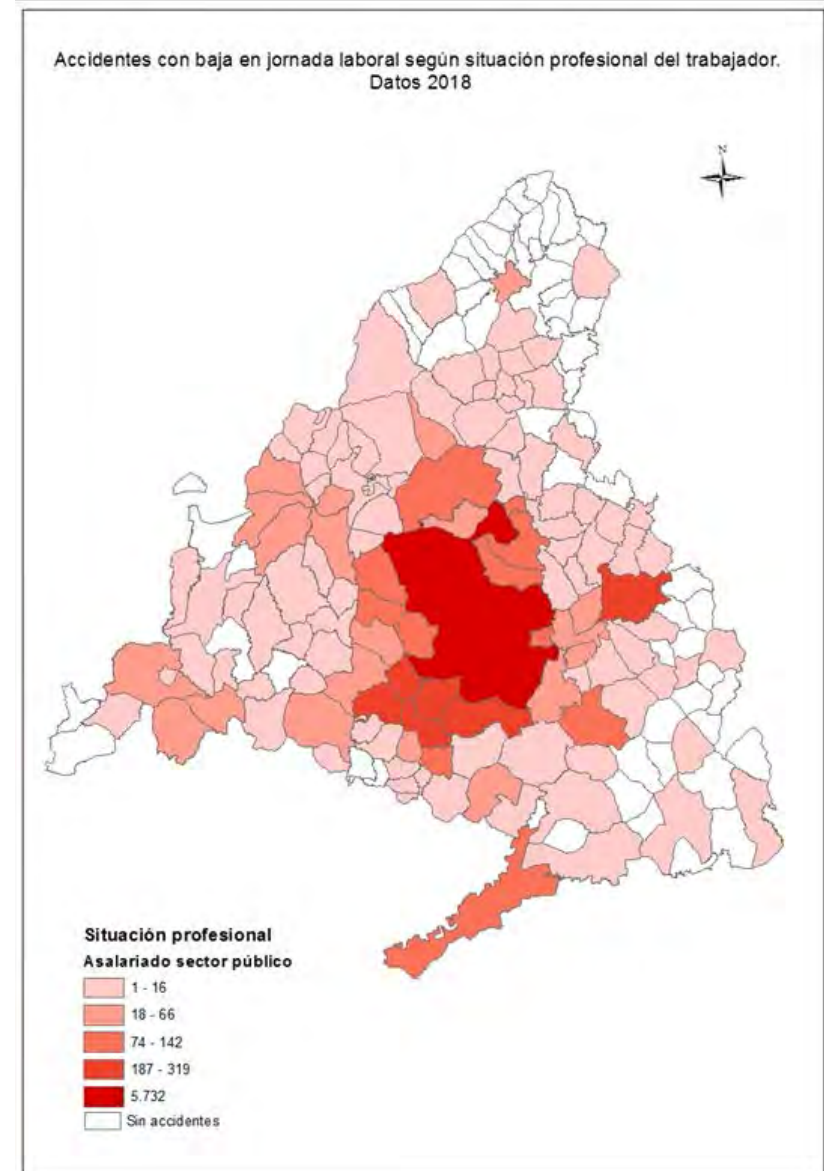 Accidentes con baja en jornada laboral según situación profesional del trabajador.
Datos 2018
N
Situación profesional
Asalariado sector público
1 - 16
18 - 66
74 - 142
187 - 319
5.732
Sin accidentes